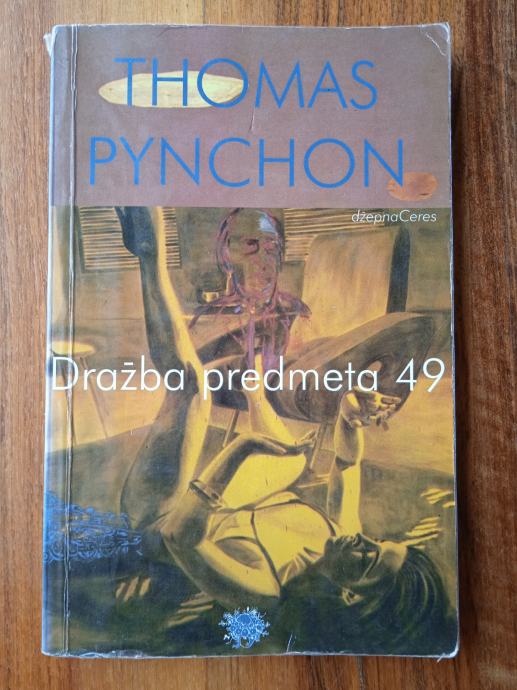 THOMAS
PYNCHON
džepnaCeres
Dražba predmeta 49